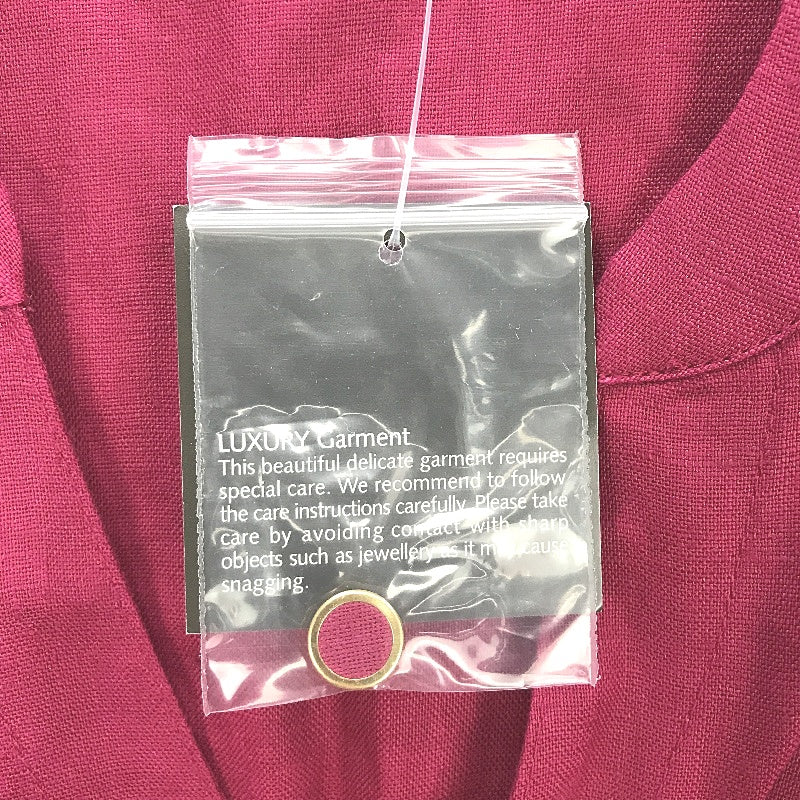 LUXURY Garment
This beautiful delicate garment requires
special care. We recommend to follow
the care instructions carefully. Please take
care by avoiding contact with sharp
objects such as jewellery as it may cause
snagging.